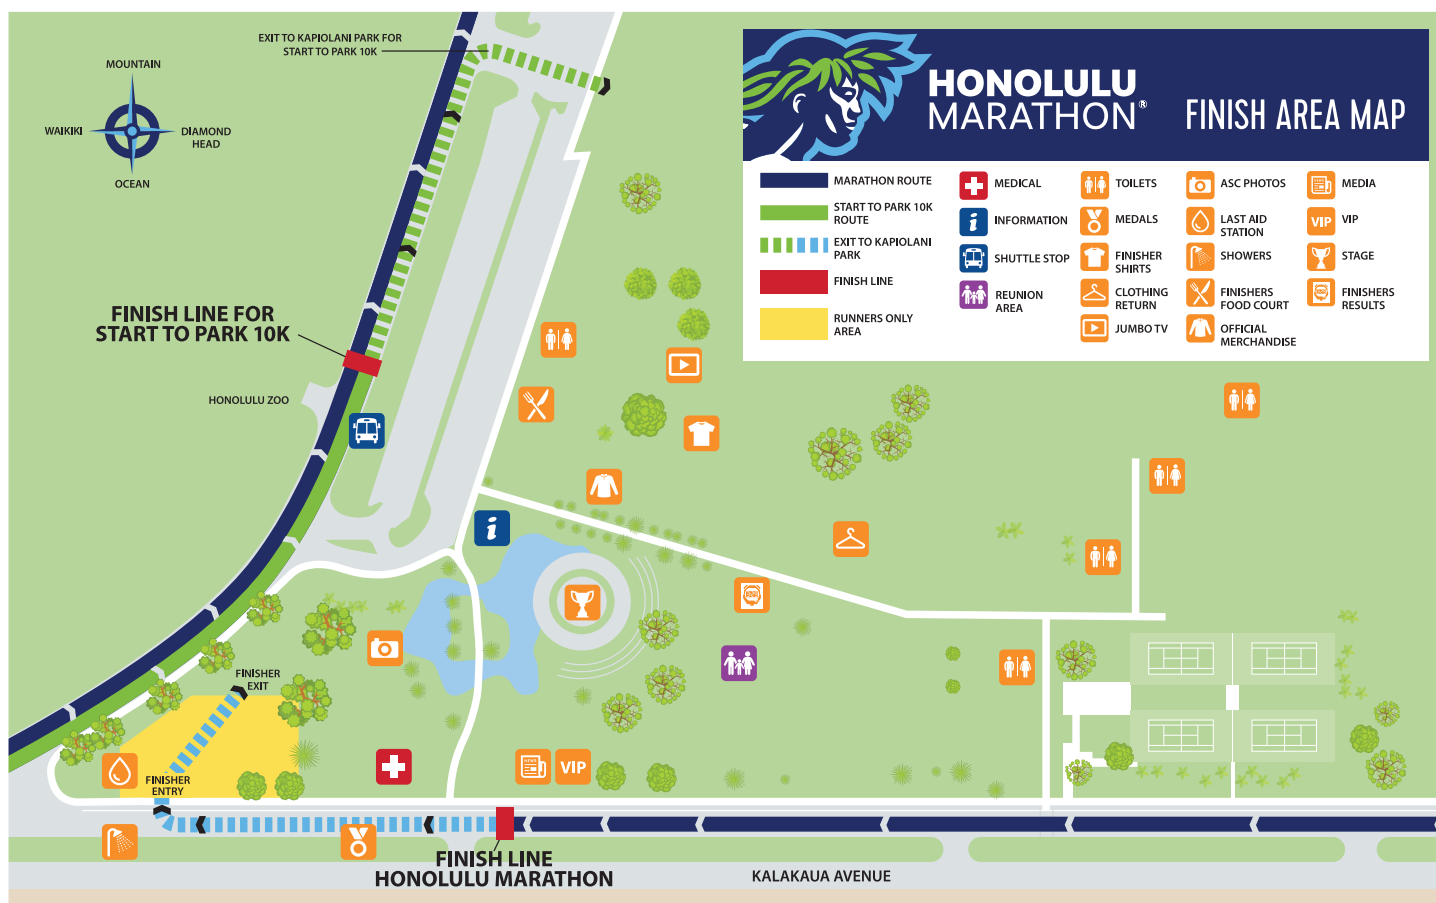 EXIT TO KAPIOLANI PARK FOR
START TO PARK 10K
MOUNTAIN
WAIKIKI
DIAMOND
HEAD
OCEAN
HONOLULU
MARATHON®
FINISH AREA MAP
MARATHON ROUTE
START TO PARK 10K
ROUTE
EXIT TO KAPIOLANI
PARK
FINISH LINE
RUNNERS ONLY
AREA
MEDICAL
i
INFORMATION
SHUTTLE STOP
REUNION
AREA
TOILETS
MEDALS
FINISHER
SHIRTS
CLOTHING
RETURN
JUMBO TV
ASC PHOTOS
LAST AID
STATION
SHOWERS
FINISHERS
FOOD COURT
OFFICIAL
MERCHANDISE
MEDIA
VIP
VIP
STAGE
FINISHERS
RESULTS
FINISH LINE FOR
START TO PARK 10K
HONOLULU ZOO
i
FINISHER
EXIT
FINISHER
ENTRY
VIP
FINISH LINE
HONOLULU MARATHON
KALAKAUA AVENUE